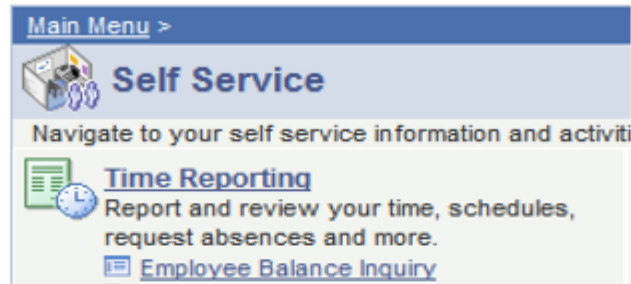 Main Menu >
Self Service
Navigate to your self service information and activiti
Time Reporting
Report and review your time, schedules,
request absences and more.
Employee Balance Inquiry